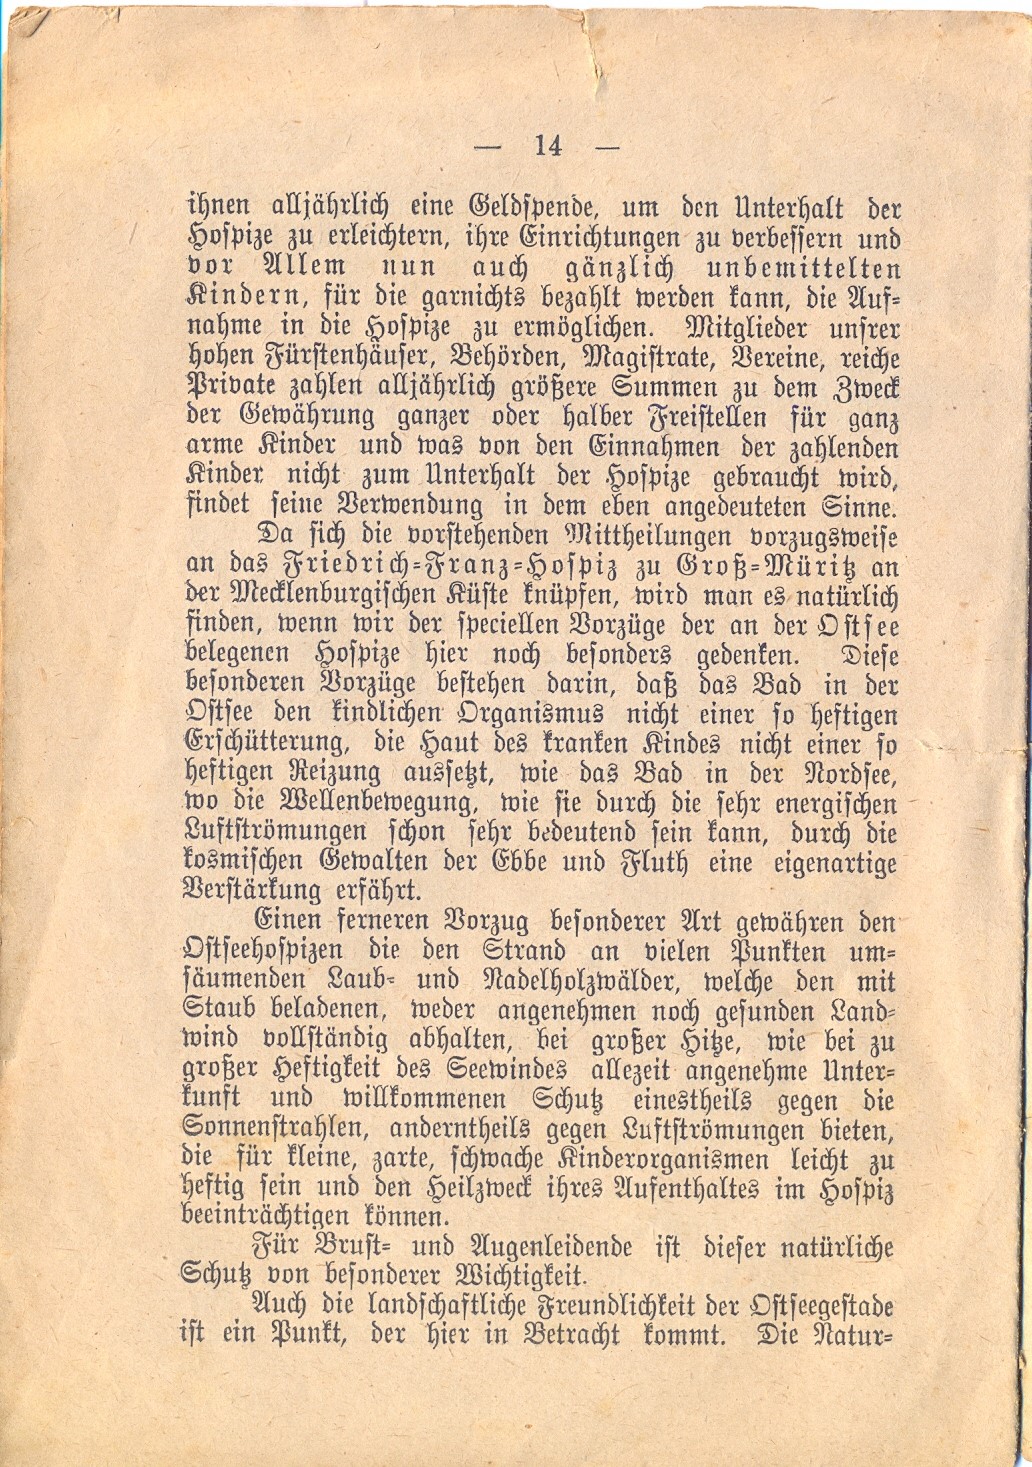 — 14 —
ihnen alljährlich eine Geldspende, um den Unterhalt der
Hospize zu erleichtern, ihre Einrichtungen zu verbessern und
vor Allem nun auch gänzlich unbemittelten
Kindern, für die garnichts bezahlt werden kann, die Auf-
nahme in die Hospize zu ermöglichen. Mitglieder unsrer
hohen Fürstenhäuser, Behörden, Magistrate, Vereine, reiche
Private zahlen alljährlich größere Summen zu dem Zweck
der Gewährung ganzer oder halber Freistellen für ganz
arme Kinder und was von den Einnahmen der zahlenden
Kinder nicht zum Unterhalt der Hospize gebraucht wird,
findet seine Verwendung in dem eben angedeuteten Sinne.
Da sich die vorstehenden Mittheilungen vorzugsweise
an das Friedrich-Franz-Hospiz zu Groß-Müritz an
der Mecklenburgischen Küste knüpfen, wird man es natürlich
finden, wenn wir der speciellen Vorzüge der an der Ostsee
belegenen Hospize hier noch besonders gedenken. Diese
besonderen Vorzüge bestehen darin, daß das Bad in der
Ostsee den kindlichen Organismus nicht einer so heftigen
Erschütterung, die Haut des kranken Kindes nicht einer so
heftigen Reizung aussetzt, wie das Bad in der Nordsee,
wo die Wellenbewegung, wie sie durch die sehr energischen
Luftströmungen schon sehr bedeutend sein kann, durch die
kosmischen Gewalten der Ebbe und Fluth eine eigenartige
Verstärkung erfährt.
Einen ferneren Vorzug besonderer Art gewähren den
Ostseehospizen die den Strand an vielen Punkten um-
säumenden Laub- und Nadelholzwälder, welche den mit
Staub beladenen, weder angenehmen noch gesunden Land-
wind vollständig abhalten, bei großer Hitze, wie bei zu
großer Heftigkeit des Seewindes allezeit angenehme Unter-
kunft und willkommenen Schutz einestheils gegen die
Sonnenstrahlen, anderntheils gegen Luftströmungen bieten,
die für kleine, zarte, schwache Kinderorganismen leicht zu
heftig sein und den Heilzweck ihres Aufenthaltes im Hospiz
beeinträchtigen können.
Für Brust- und Augenleidende ist dieser natürliche
Schutz von besonderer Wichtigkeit.
Auch die landschaftliche Freundlichkeit der Ostseegestade
ist ein Punkt, der hier in Betracht kommt. Die Natur-